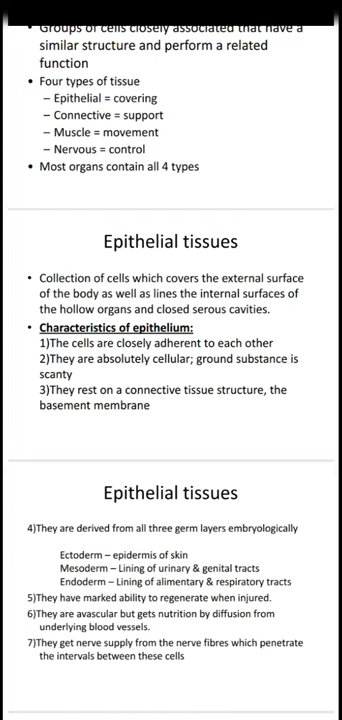 Groups of cells closely associated that have a
similar structure and perform a related
function
• Four types of tissue
– Epithelial = covering
– Connective = support
– Muscle = movement
– Nervous = control
• Most organs contain all 4 types
Epithelial tissues
• Collection of cells which covers the external surface
of the body as well as lines the internal surfaces of
the hollow organs and closed serous cavities.
• Characteristics of epithelium:
1)The cells are closely adherent to each other
2)They are absolutely cellular; ground substance is
scanty
3)They rest on a connective tissue structure, the
basement membrane
Epithelial tissues
4)They are derived from all three germ layers embryologically
Ectoderm – epidermis of skin
Mesoderm – Lining of urinary & genital tracts
Endoderm – Lining of alimentary & respiratory tracts
5)They have marked ability to regenerate when injured.
6)They are avascular but gets nutrition by diffusion from
underlying blood vessels.
7)They get nerve supply from the nerve fibres which penetrate
the intervals between these cells